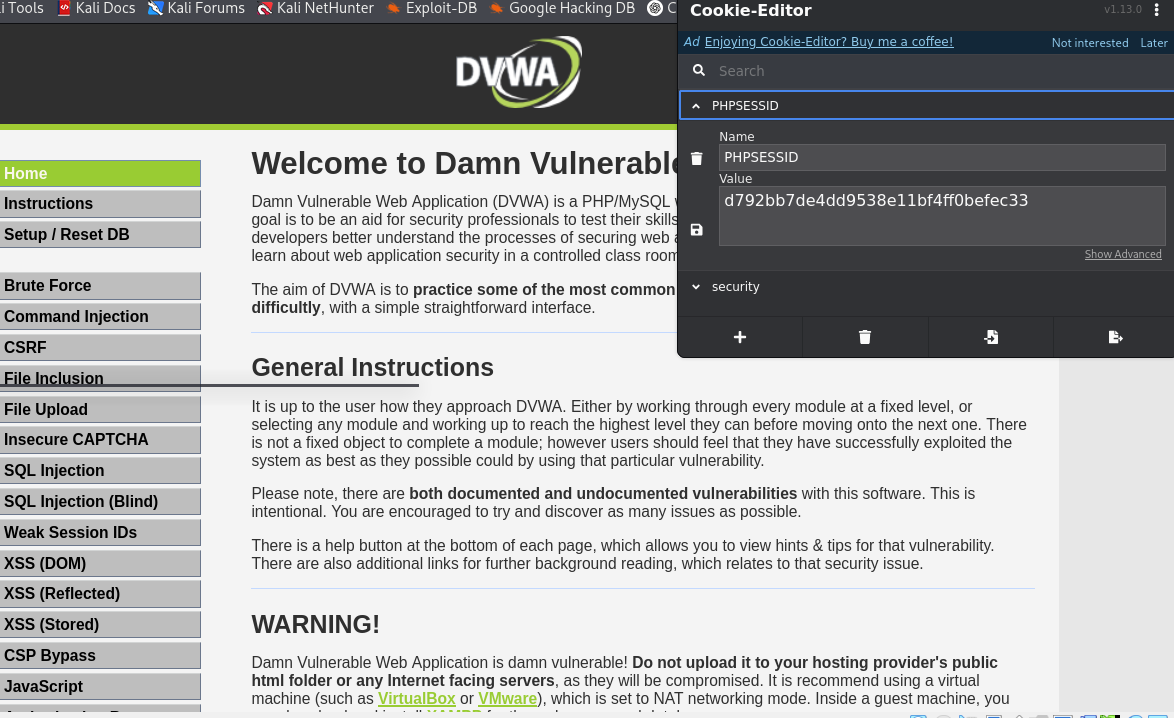 i Tools Kali Docs Kali Forums Kali NetHunter Exploit-DB Google Hacking DB
Cookie-Editor v1.13.0
Ad Enjoying Cookie-Editor? Buy me a coffee! Not interested Later
Search
PHPSESSID
Name
PHPSESSID
Value
d792bb7de4dd9538e11bf4ff0befec33
Show Advanced
security
DVWA
Home
Instructions
Setup / Reset DB
Brute Force
Command Injection
CSRF
File Inclusion
File Upload
Insecure CAPTCHA
SQL Injection
SQL Injection (Blind)
Weak Session IDs
XSS (DOM)
XSS (Reflected)
XSS (Stored)
CSP Bypass
JavaScript
Welcome to Damn Vulnerable
Damn Vulnerable Web Application (DVWA) is a PHP/MySQL
goal is to be an aid for security professionals to test their skills
developers better understand the processes of securing web
learn about web application security in a controlled class room
The aim of DVWA is to practice some of the most common
difficultly, with a simple straightforward interface.
General Instructions
It is up to the user how they approach DVWA. Either by working through every module at a fixed level, or
selecting any module and working up to reach the highest level they can before moving onto the next one. There
is not a fixed object to complete a module; however users should feel that they have successfully exploited the
system as best as they possible could by using that particular vulnerability.
Please note, there are both documented and undocumented vulnerabilities with this software. This is
intentional. You are encouraged to try and discover as many issues as possible.
There is a help button at the bottom of each page, which allows you to view hints & tips for that vulnerability.
There are also additional links for further background reading, which relates to that security issue.
WARNING!
Damn Vulnerable Web Application is damn vulnerable! Do not upload it to your hosting provider's public
html folder or any Internet facing servers, as they will be compromised. It is recommend using a virtual
machine (such as VirtualBox or VMware), which is set to NAT networking mode. Inside a guest machine, you